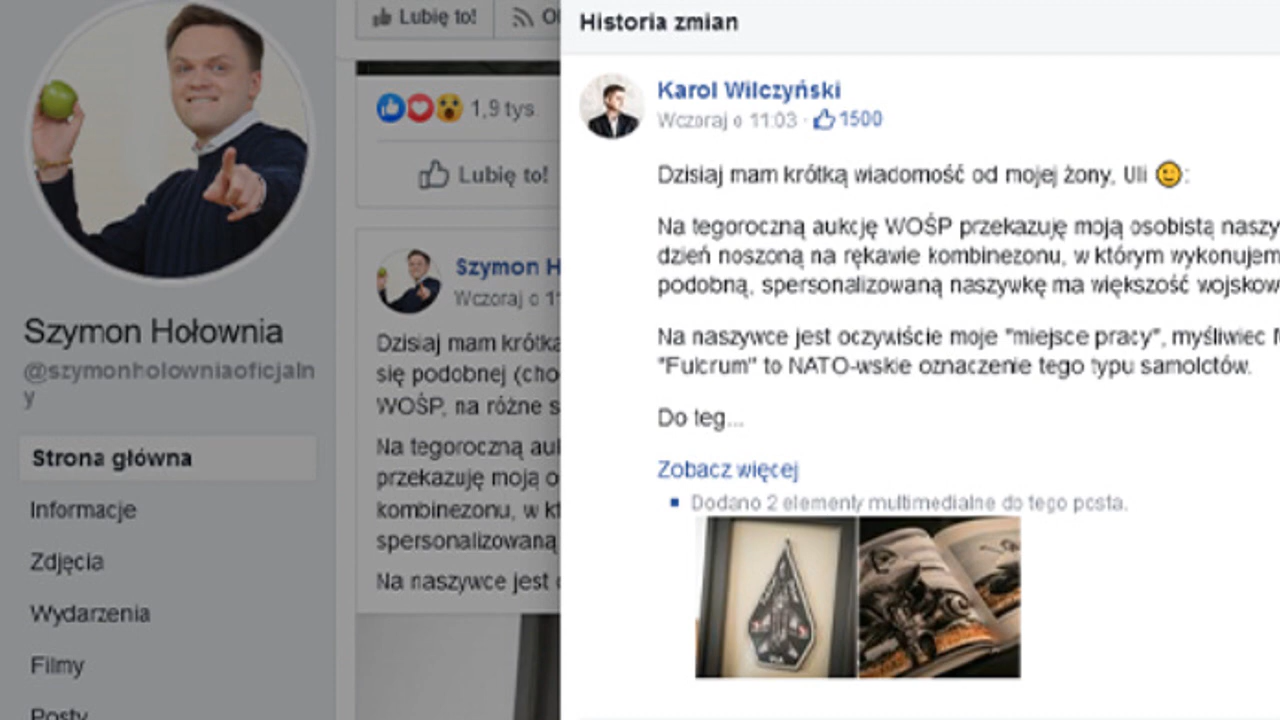 Szymon Hołownia
@szymonholowniaoficjaln
y
Strona główna
Informacje
Zdjęcia
Wydarzenia
Filmy
Posty
Lubię to!
1,9 tys.
Lubię to!
Szymon H
Wczoraj o 1
Dzisiaj mam krótką
się podobnej (cho
WOŚP, na różne s
Na tegoroczną au
przekazuję moją o
kombinezonu, w k
spersonalizowaną
Na naszywce jest
Historia zmian
Karol Wilczyński
Wczoraj o 11:03 · 1500
Dzisiaj mam krótką wiadomość od mojej żony, Uli :
Na tegoroczną aukcję WOŚP przekazuję moją osobistą naszy
dzień noszoną na rękawie kombinezonu, w którym wykonujem
podobną, spersonalizowaną naszywkę ma większość wojskow
Na naszywce jest oczywiście moje "miejsce pracy", myśliwiec
"Fulcrum" to NATO-wskie oznaczenie tego typu samolotów.
Do teg...
Zobacz więcej
Dodano 2 elementy multimedialne do tego posta.